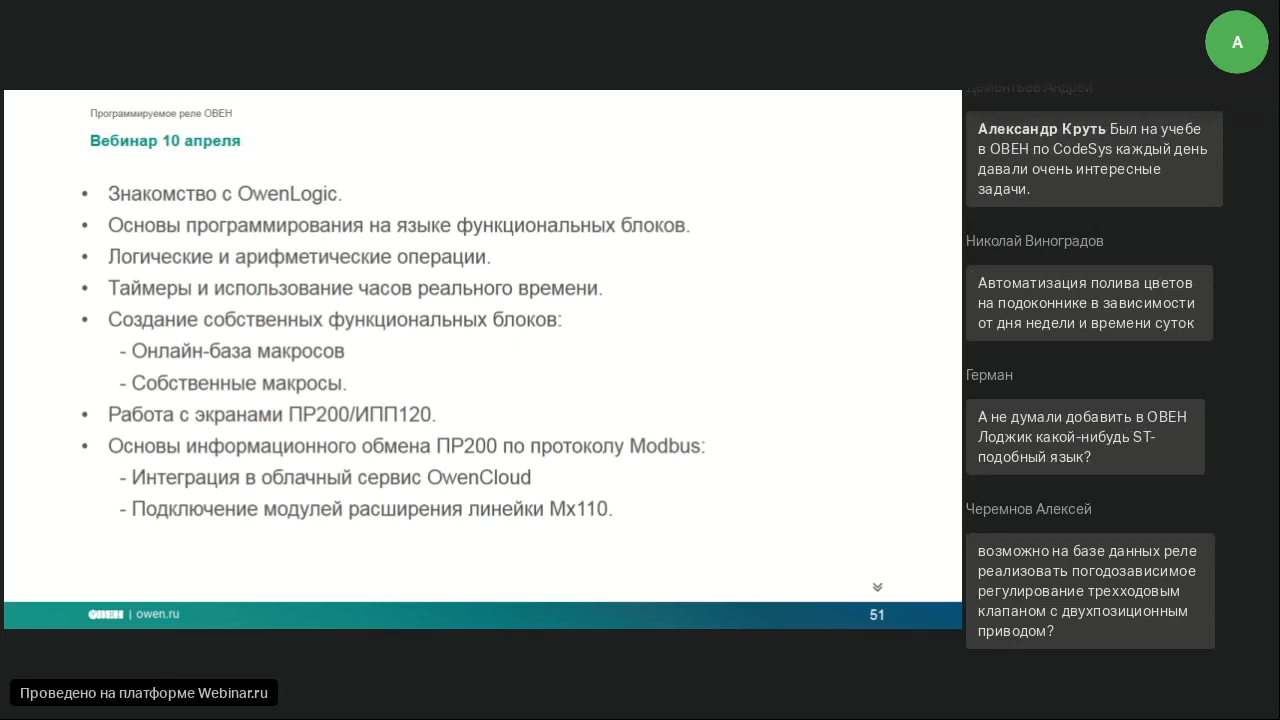 A
Программируемое реле ОВЕН
Вебинар 10 апреля
• Знакомство с OwenLogic.
• Основы программирования на языке функциональных блоков.
• Логические и арифметические операции.
• Таймеры и использование часов реального времени.
• Создание собственных функциональных блоков:
- Онлайн-база макросов
- Собственные макросы.
• Работа с экранами ПР200/ИПП120.
• Основы информационного обмена ПР200 по протоколу Modbus:
- Интеграция в облачный сервис OwenCloud
- Подключение модулей расширения линейки Mx110.
ОВЕН | owen.ru
51
Дементьев Андрей
Александр Круть Был на учебе
в ОВЕН по CodeSys каждый день
давали очень интересные
задачи.
Николай Виноградов
Автоматизация полива цветов
на подоконнике в зависимости
от дня недели и времени суток
Герман
А не думали добавить в ОВЕН
Лоджик какой-нибудь ST-
подобный язык?
Черемнов Алексей
возможно на базе данных реле
реализовать погодозависимое
регулирование трехходовым
клапаном с двухпозиционным
приводом?
Проведено на платформе Webinar.ru